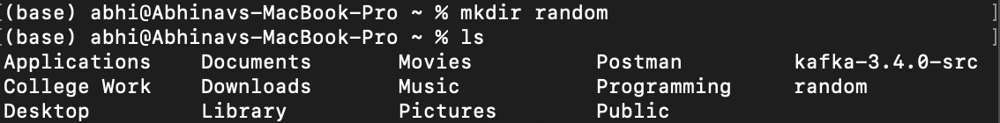 [(base) abhi@Abhinavs-MacBook-Pro ~ % mkdir random ]
[(base) abhi@Abhinavs-MacBook-Pro ~ % ls ]
Applications Documents Movies Postman kafka-3.4.0-src
College Work Downloads Music Programming random
Desktop Library Pictures Public